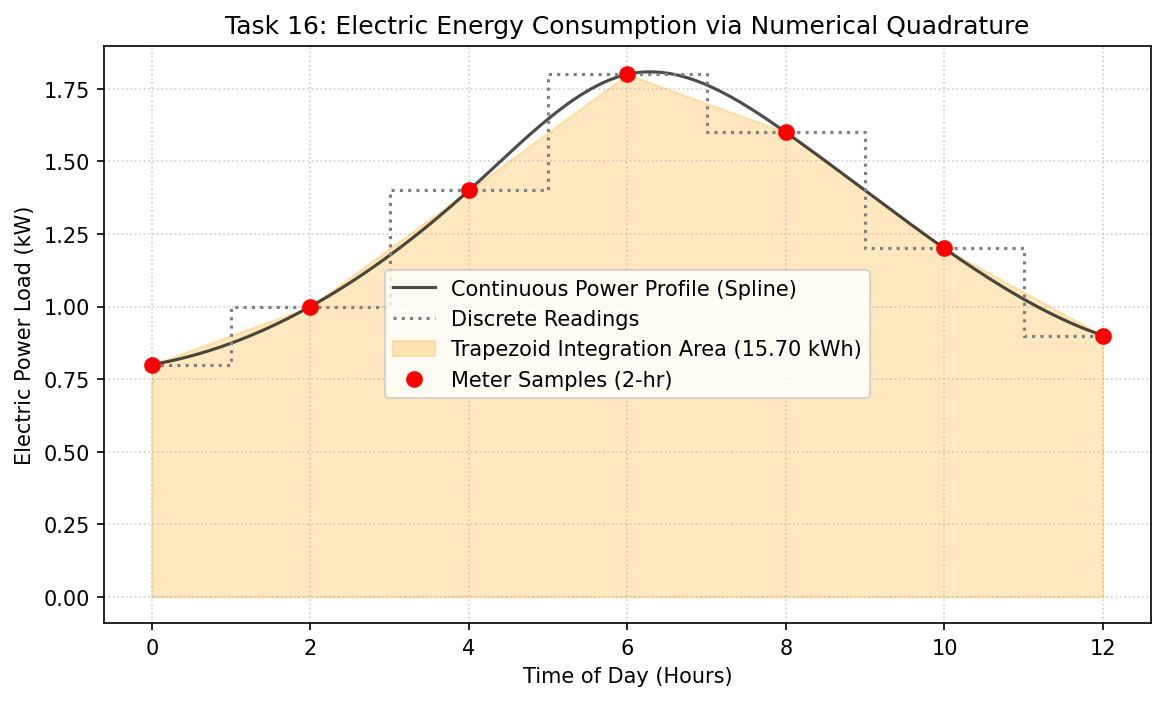 Task 16: Electric Energy Consumption via Numerical Quadrature
Electric Power Load (kW)
1.75
1.50
1.25
1.00
0.75
0.50
0.25
0.00
Continuous Power Profile (Spline)
Discrete Readings
Trapezoid Integration Area (15.70 kWh)
Meter Samples (2-hr)
0 2 4 6 8 10 12
Time of Day (Hours)